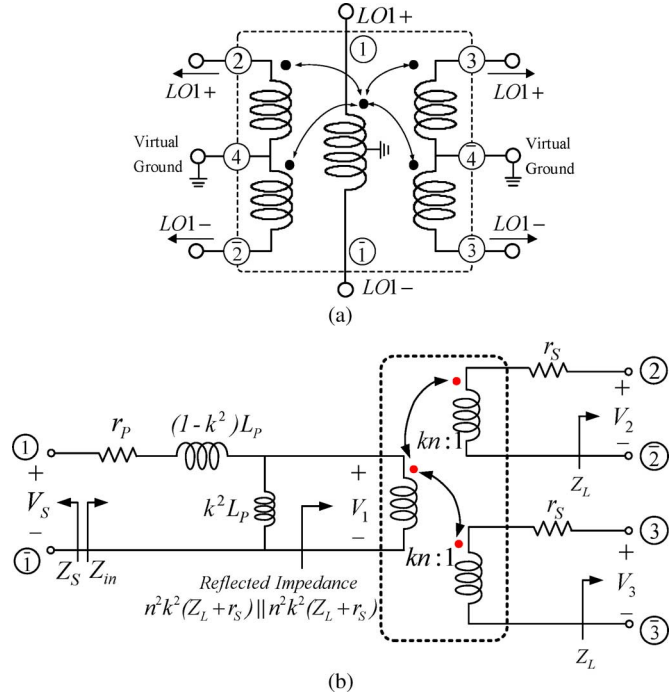 LO1+
1
2
3
LO1+
LO1+
Virtual
Ground
4
4̄
Virtual
Ground
LO1-
LO1-
2̄
1̄
3̄
LO1-
(a)
r_S
2
+
V_2
−
2̄
Z_L
kn:1
(1-k²)L_P
r_P
1
+
V_S
−
1̄
k²L_P
+
V_1
−
Z_S
Z_in
Reflected Impedance
n²k²(Z_L+r_S)||n²k²(Z_L+r_S)
kn:1
r_S
3
+
V_3
−
3̄
Z_L
(b)